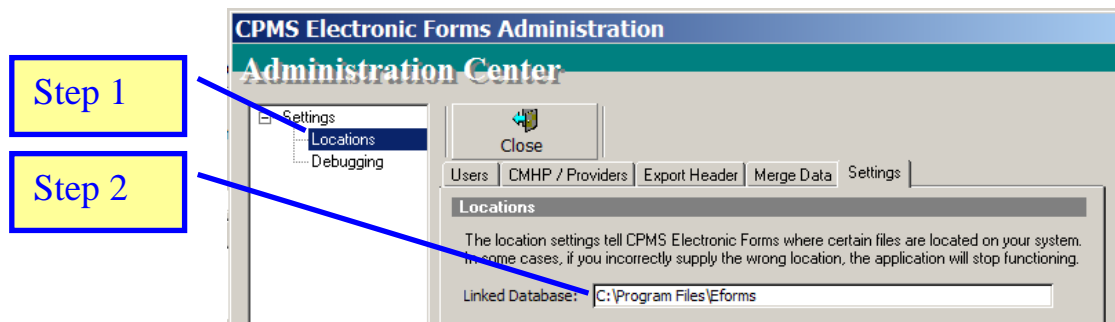 CPMS Electronic Forms Administration
Administration Center
Step 1
Settings
Locations
Debugging
Close
Step 2
Users CMHP / Providers Export Header Merge Data Settings
Locations
The location settings tell CPMS Electronic Forms where certain files are located on your system.
In some cases, if you incorrectly supply the wrong location, the application will stop functioning.
Linked Database: C:\Program Files\Eforms